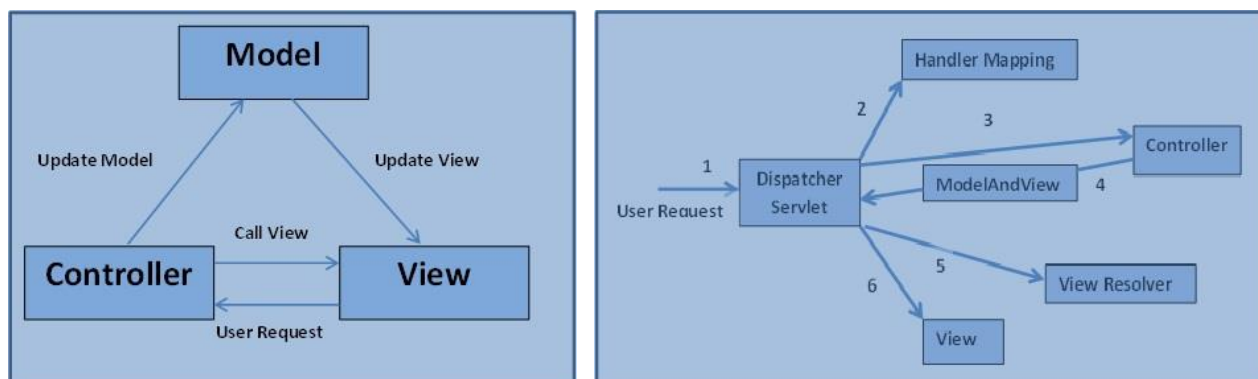 Model
Update Model
Update View
Call View
Controller
View
User Request
Handler Mapping
2
3
Controller
1
Dispatcher
Servlet
ModelAndView
4
User Request
5
View Resolver
6
View